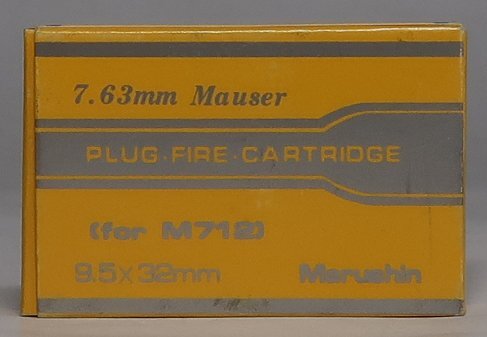 7.63mm Mauser
PLUG·FIRE·CARTRIDGE
(for M712)
9.5x32mm Marushin